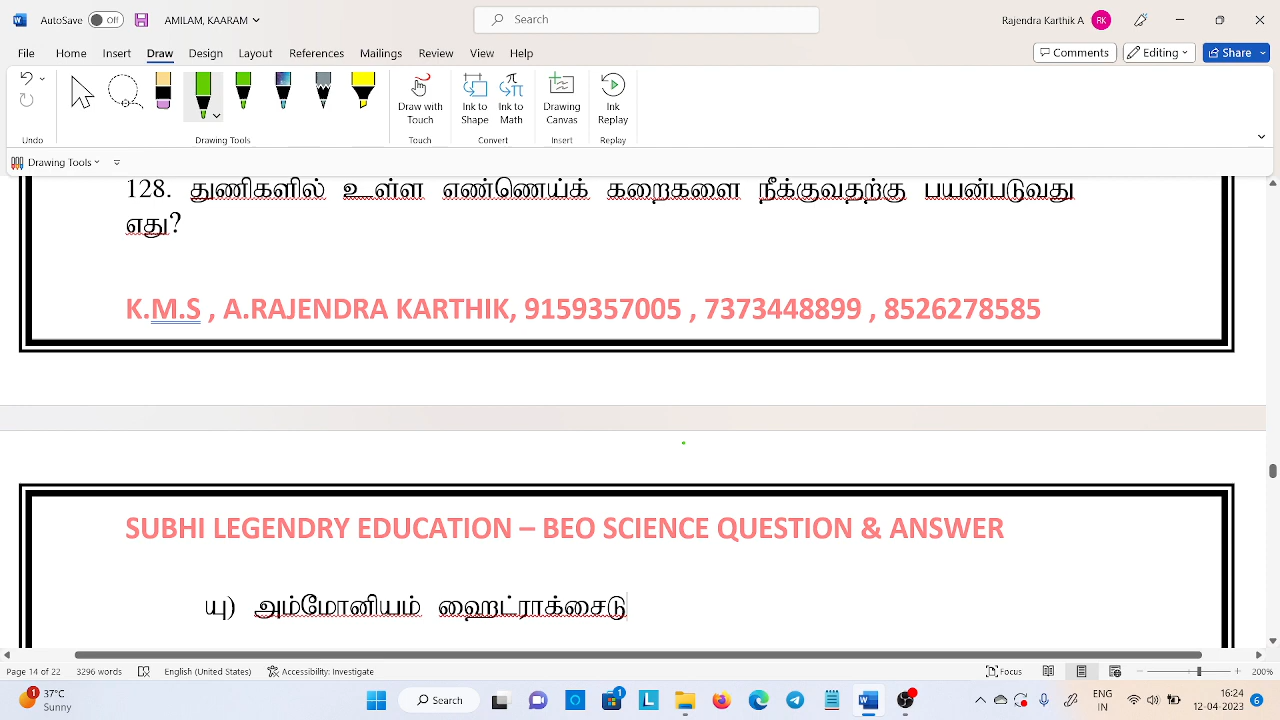 AutoSave Off AMILAM, KAARAM Search Rajendra Karthik A RK
File Home Insert Draw Design Layout References Mailings Review View Help Comments Editing Share
Draw with Touch Ink to Shape Ink to Math Drawing Canvas Ink Replay
Undo Drawing Tools Touch Convert Insert Replay
Drawing Tools
128. துணிகளில் உள்ள எண்ணெய்க் கறைகளை நீக்குவதற்கு பயன்படுவது
எது?
K.M.S , A.RAJENDRA KARTHIK, 9159357005 , 7373448899 , 8526278585
SUBHI LEGENDRY EDUCATION – BEO SCIENCE QUESTION & ANSWER
யு) அம்மோனியம் ஹைட்ராக்சைடு
Page 14 of 22 3296 words English (United States) Accessibility: Investigate Focus 200%
1 37°C Sunny Search 1 ENG IN 16:24 12-04-2023 6